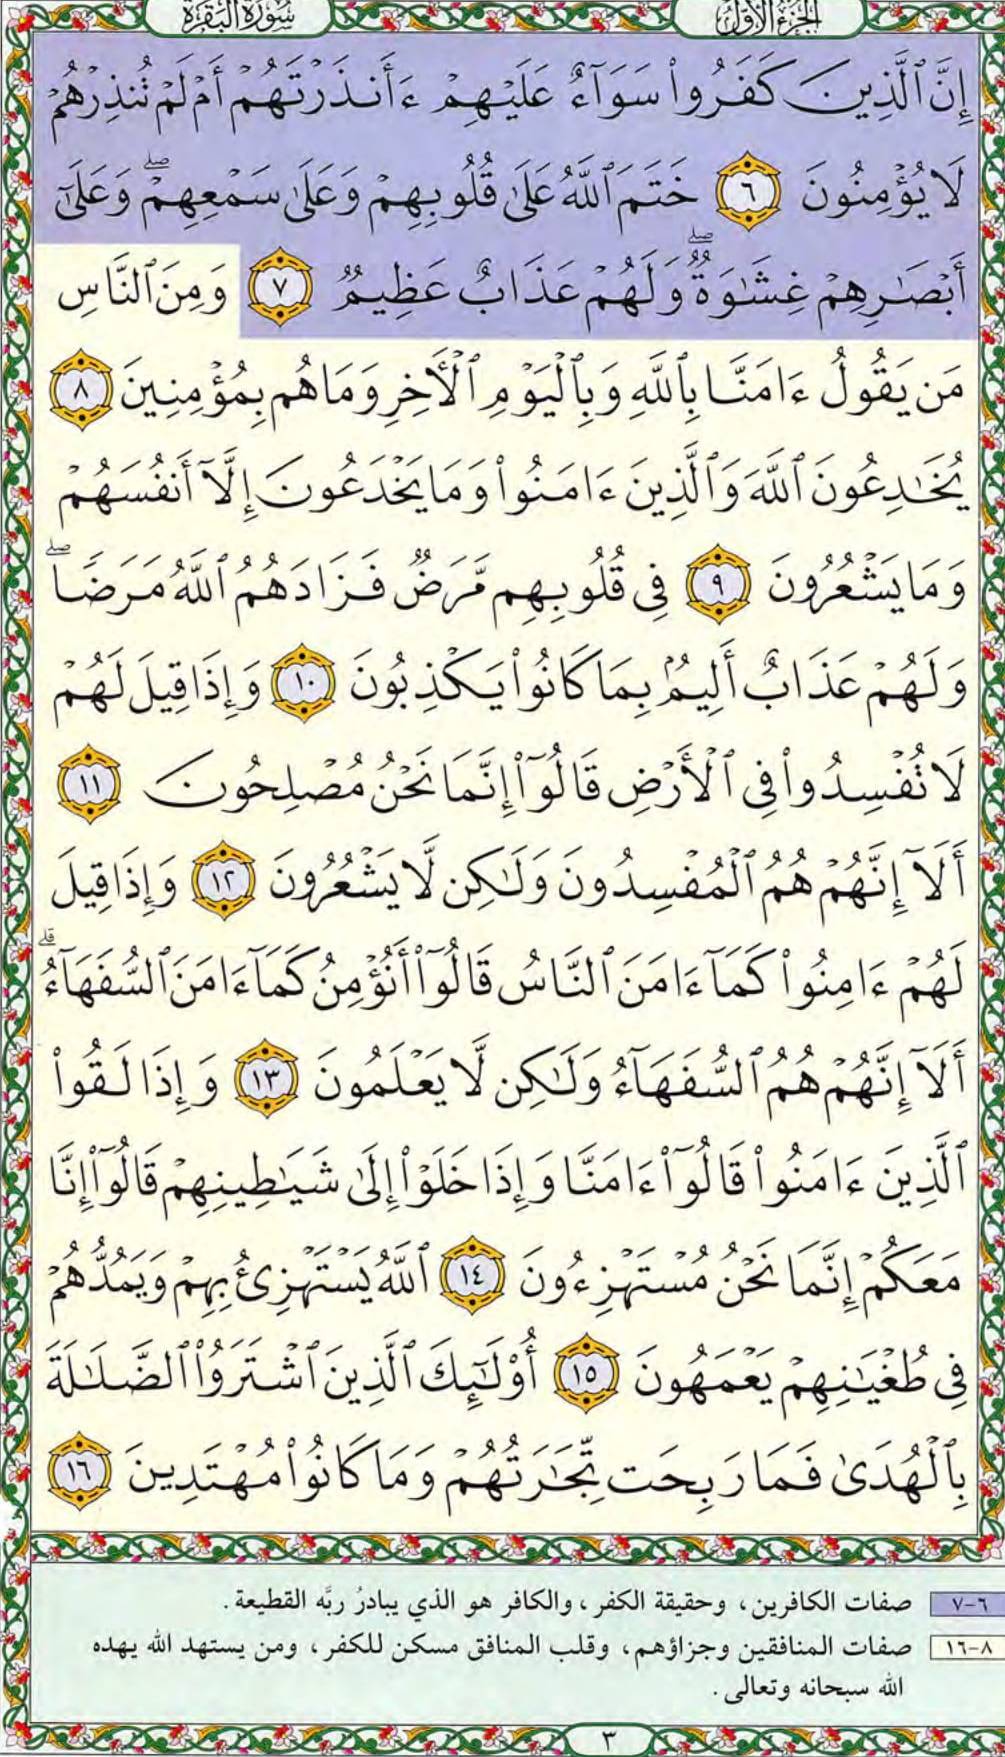 الجزء الأول
سورة البقرة
إِنَّ ٱلَّذِينَ كَفَرُوا۟ سَوَآءٌ عَلَيْهِمْ ءَأَنذَرْتَهُمْ أَمْ لَمْ تُنذِرْهُمْ
لَا يُؤْمِنُونَ ٦ خَتَمَ ٱللَّهُ عَلَىٰ قُلُوبِهِمْ وَعَلَىٰ سَمْعِهِمْ ۖ وَعَلَىٰٓ
أَبْصَـٰرِهِمْ غِشَـٰوَةٌ ۖ وَلَهُمْ عَذَابٌ عَظِيمٌ ٧ وَمِنَ ٱلنَّاسِ
مَن يَقُولُ ءَامَنَّا بِٱللَّهِ وَبِٱلْيَوْمِ ٱلْأَخِرِ وَمَا هُم بِمُؤْمِنِينَ ٨
يُخَـٰدِعُونَ ٱللَّهَ وَٱلَّذِينَ ءَامَنُوا۟ وَمَا يَخْدَعُونَ إِلَّآ أَنفُسَهُمْ
وَمَا يَشْعُرُونَ ٩ فِى قُلُوبِهِم مَّرَضٌ فَزَادَهُمُ ٱللَّهُ مَرَضًا ۖ
وَلَهُمْ عَذَابٌ أَلِيمٌۢ بِمَا كَانُوا۟ يَكْذِبُونَ ١٠ وَإِذَا قِيلَ لَهُمْ
لَا تُفْسِدُوا۟ فِى ٱلْأَرْضِ قَالُوٓا۟ إِنَّمَا نَحْنُ مُصْلِحُونَ ١١
أَلَآ إِنَّهُمْ هُمُ ٱلْمُفْسِدُونَ وَلَـٰكِن لَّا يَشْعُرُونَ ١٢ وَإِذَا قِيلَ
لَهُمْ ءَامِنُوا۟ كَمَآ ءَامَنَ ٱلنَّاسُ قَالُوٓا۟ أَنُؤْمِنُ كَمَآ ءَامَنَ ٱلسُّفَهَآءُ ۗ
أَلَآ إِنَّهُمْ هُمُ ٱلسُّفَهَآءُ وَلَـٰكِن لَّا يَعْلَمُونَ ١٣ وَإِذَا لَقُوا۟
ٱلَّذِينَ ءَامَنُوا۟ قَالُوٓا۟ ءَامَنَّا وَإِذَا خَلَوْا۟ إِلَىٰ شَيَـٰطِينِهِمْ قَالُوٓا۟ إِنَّا
مَعَكُمْ إِنَّمَا نَحْنُ مُسْتَهْزِءُونَ ١٤ ٱللَّهُ يَسْتَهْزِئُ بِهِمْ وَيَمُدُّهُمْ
فِى طُغْيَـٰنِهِمْ يَعْمَهُونَ ١٥ أُو۟لَـٰٓئِكَ ٱلَّذِينَ ٱشْتَرَوُا۟ ٱلضَّلَـٰلَةَ
بِٱلْهُدَىٰ فَمَا رَبِحَت تِّجَـٰرَتُهُمْ وَمَا كَانُوا۟ مُهْتَدِينَ ١٦
٦-٧ صفات الكافرين، وحقيقة الكفر، والكافر هو الذي يبادرُ ربَّه القطيعة.
٨-١٦ صفات المنافقين وجزاؤهم، وقلب المنافق مسكن للكفر، ومن يستهد الله يهده
الله سبحانه وتعالى.
٣